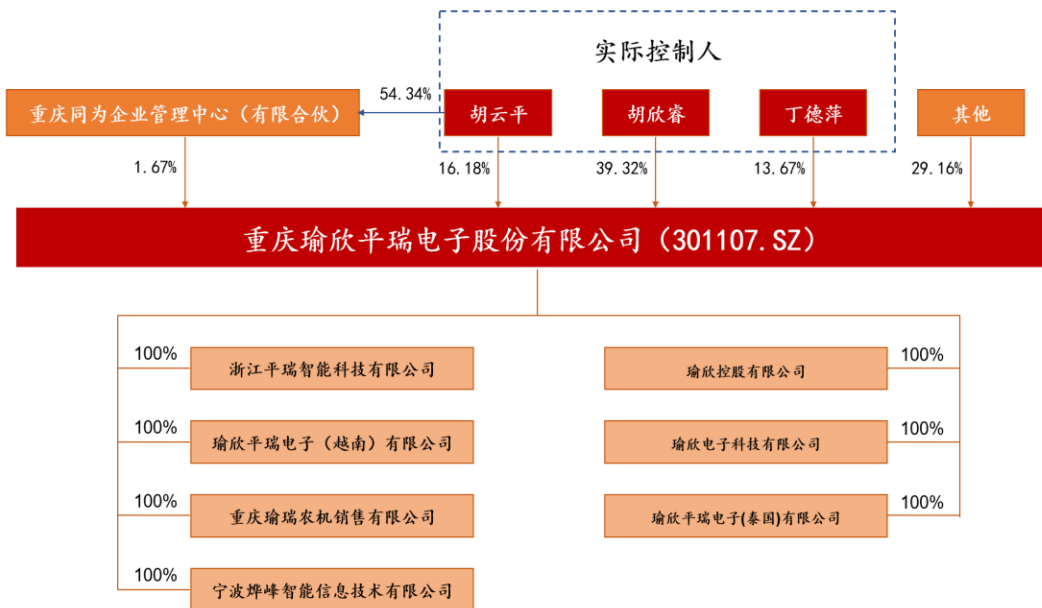 实际控制人
54.34%
重庆同为企业管理中心（有限合伙）
胡云平
胡欣睿
丁德萍
其他
1.67%
16.18%
39.32%
13.67%
29.16%
重庆瑜欣平瑞电子股份有限公司（301107.SZ）
100%
浙江平瑞智能科技有限公司
100%
瑜欣平瑞电子（越南）有限公司
100%
重庆瑜瑞农机销售有限公司
100%
宁波烨峰智能信息技术有限公司
100%
瑜欣控股有限公司
100%
瑜欣电子科技有限公司
100%
瑜欣平瑞电子(泰国)有限公司